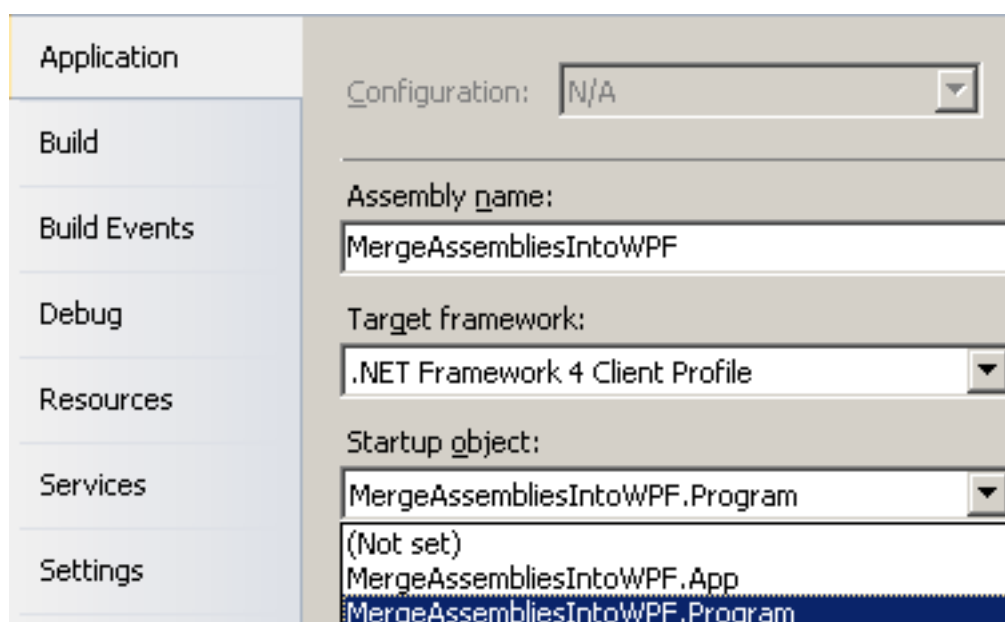 Application
Build
Build Events
Debug
Resources
Services
Settings
Configuration:
N/A
Assembly name:
MergeAssembliesIntoWPF
Target framework:
.NET Framework 4 Client Profile
Startup object:
MergeAssembliesIntoWPF.Program
(Not set)
MergeAssembliesIntoWPF.App
MergeAssembliesIntoWPF.Program